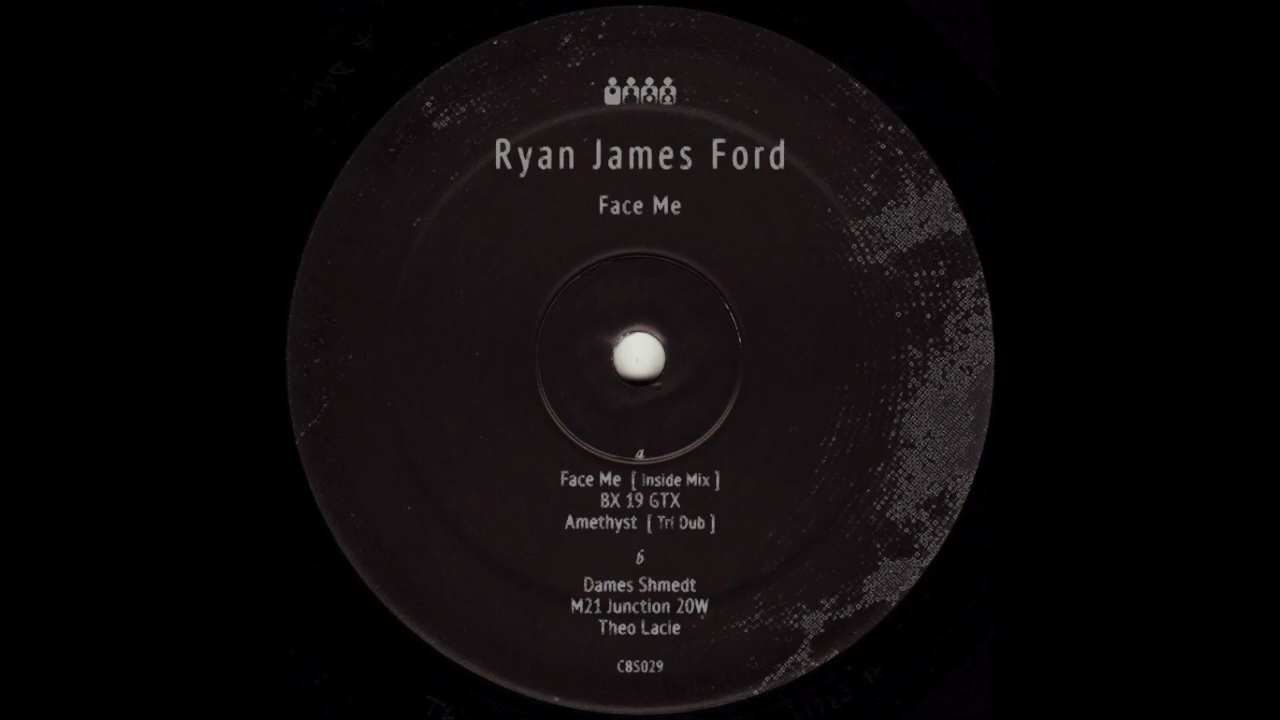 Ryan James Ford
Face Me
a
Face Me [ Inside Mix ]
BX 19 GTX
Amethyst [ Tri Dub ]
b
Dames Shmedt
M21 Junction 20W
Theo Lacie
C8S029